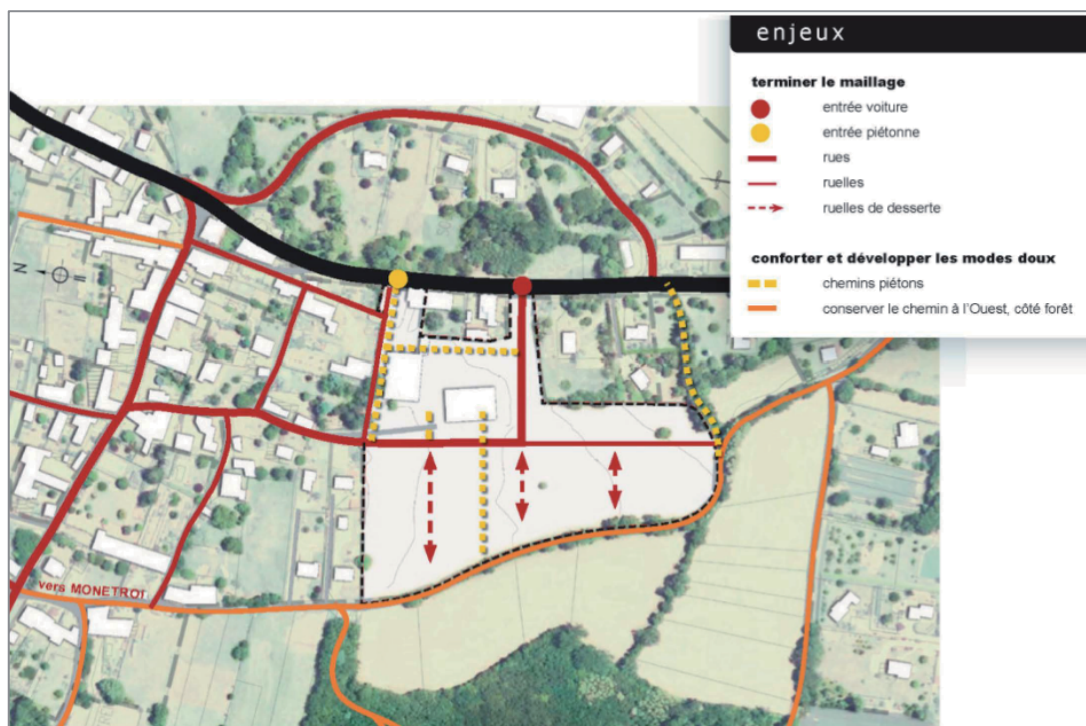 enjeux
terminer le maillage
entrée voiture
entrée piétonne
rues
ruelles
ruelles de desserte
conforter et développer les modes doux
chemins piétons
conserver le chemin à l'Ouest, côté forêt
N
vers MONETROI